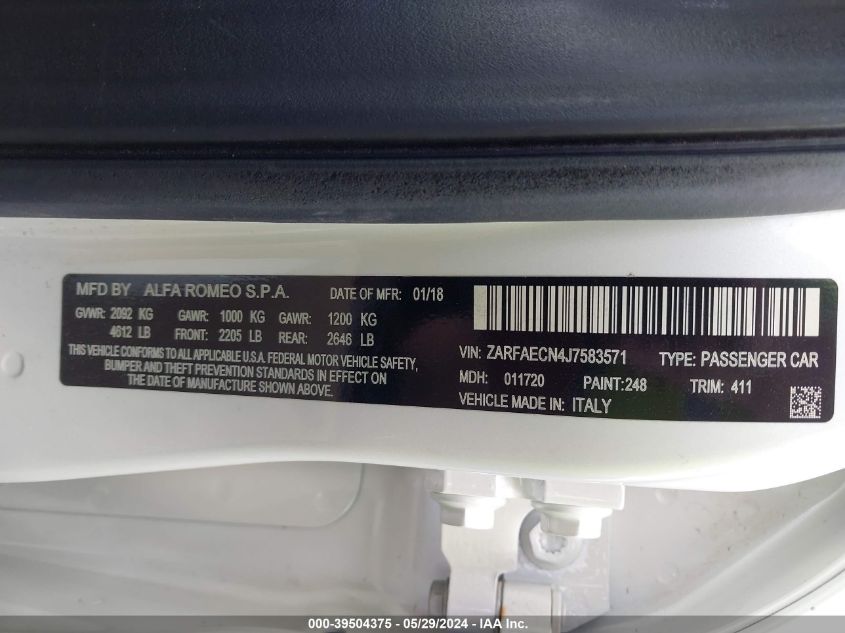 MFD BY ALFA ROMEO S.P.A. DATE OF MFR: 01/18
GVWR: 2092 KG GAWR: 1000 KG GAWR: 1200 KG
4612 LB FRONT: 2205 LB REAR: 2646 LB
THIS VEHICLE CONFORMS TO ALL APPLICABLE U.S.A. FEDERAL MOTOR VEHICLE SAFETY,
BUMPER AND THEFT PREVENTION STANDARDS IN EFFECT ON
THE DATE OF MANUFACTURE SHOWN ABOVE.
VIN: ZARFAECN4J7583571 TYPE: PASSENGER CAR
MDH: 011720 PAINT:248 TRIM: 411
VEHICLE MADE IN: ITALY
000-39504375 - 05/29/2024 - IAA Inc.